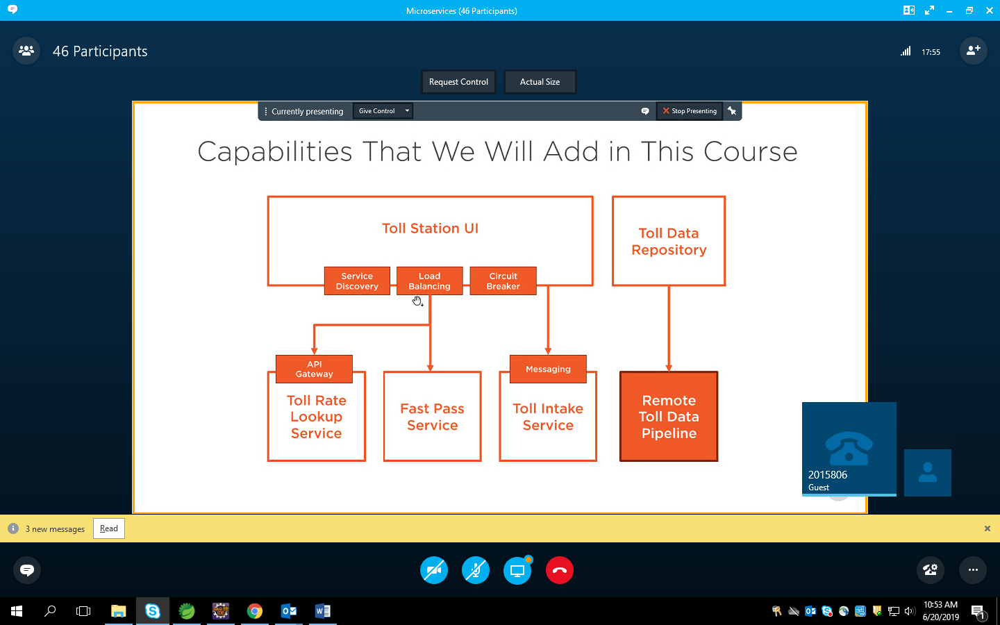 Microservices (46 Participants)
46 Participants
17:55
Request Control
Actual Size
Currently presenting
Give Control
Stop Presenting
Capabilities That We Will Add in This Course
Toll Station UI
Toll Data
Repository
Service
Discovery
Load
Balancing
Circuit
Breaker
API
Gateway
Toll Rate
Lookup
Service
Fast Pass
Service
Messaging
Toll Intake
Service
Remote
Toll Data
Pipeline
2015806
Guest
3 new messages
Read
10:53 AM
6/20/2019
1